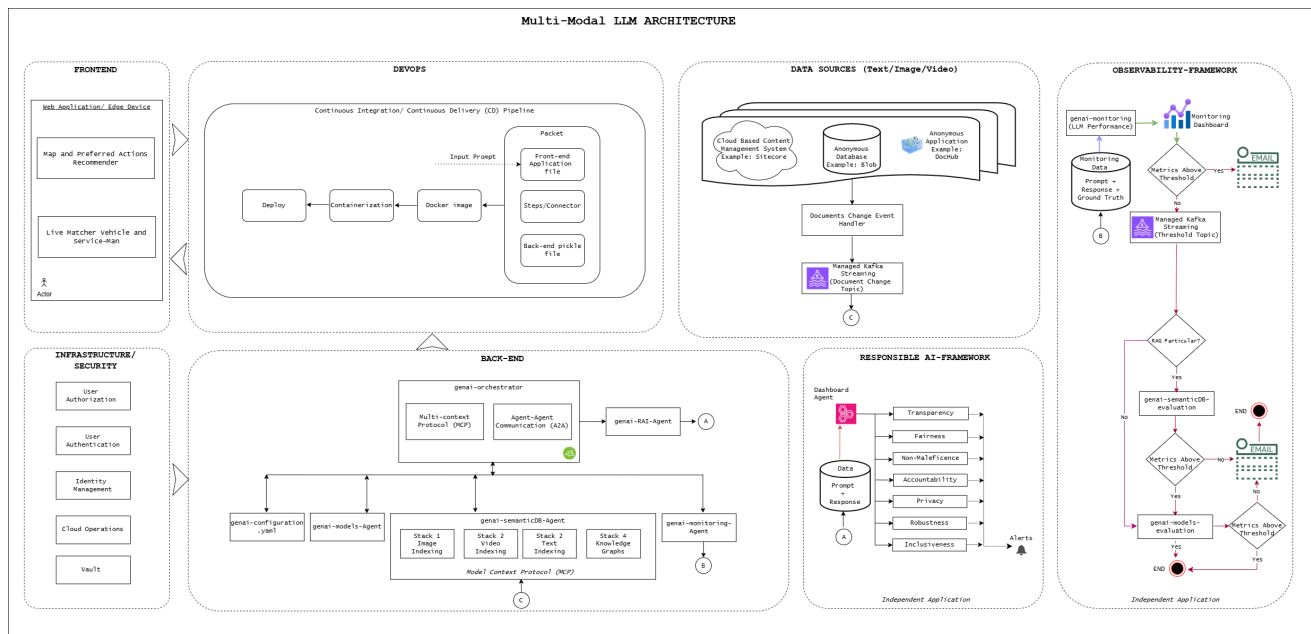 Multi-Modal LLM ARCHITECTURE
FRONTEND
Web Application/ Edge Device
Map and Preferred Actions
Recommender
Live Matcher Vehicle and
Service-Man
Actor
DEVOPS
Continuous Integration/ Continuous Delivery (CD) Pipeline
Packet
Input Prompt
Front-end
Application
file
Steps/Connector
Back-end pickle
file
Deploy
Containerization
Docker image
DATA SOURCES (Text/Image/Video)
Cloud Based Content
Management System
Example: Sitecore
Anonymous
Database
Example: Blob
Anonymous
Application
Example:
DocHub
Documents Change Event
Handler
Managed Kafka
Streaming
(Document Change
Topic)
C
OBSERVABILITY-FRAMEWORK
genai-monitoring
(LLM Performance)
Monitoring
Dashboard
Monitoring
Data
Prompt +
Response +
Ground Truth
B
Metrics Above
Threshold
Yes
EMAIL
No
Managed Kafka
Streaming
(Threshold Topic)
RAG Particular?
Yes
No
genai-semanticDB-
evaluation
END
Metrics Above
Threshold
No
EMAIL
Yes
No
genai-models-
evaluation
Metrics Above
Threshold
Yes
Yes
END
Independent Application
INFRASTRUCTURE/
SECURITY
User
Authorization
User
Authentication
Identity
Management
Cloud Operations
Vault
BACK-END
genai-orchestrator
Multi-context
Protocol (MCP)
Agent-Agent
Communication (A2A)
genai-RAI-Agent
A
genai-configuration
.yaml
genai-models-Agent
genai-semanticDB-Agent
Stack 1
Image
Indexing
Stack 2
Video
Indexing
Stack 2
Text
Indexing
Stack 4
Knowledge
Graphs
Model Context Protocol (MCP)
C
genai-monitoring-
Agent
B
RESPONSIBLE AI-FRAMEWORK
Dashboard
Agent
Data
Prompt
+
Response
A
Transparency
Fairness
Non-Maleficence
Accountability
Privacy
Robustness
Inclusiveness
Alerts
Independent Application